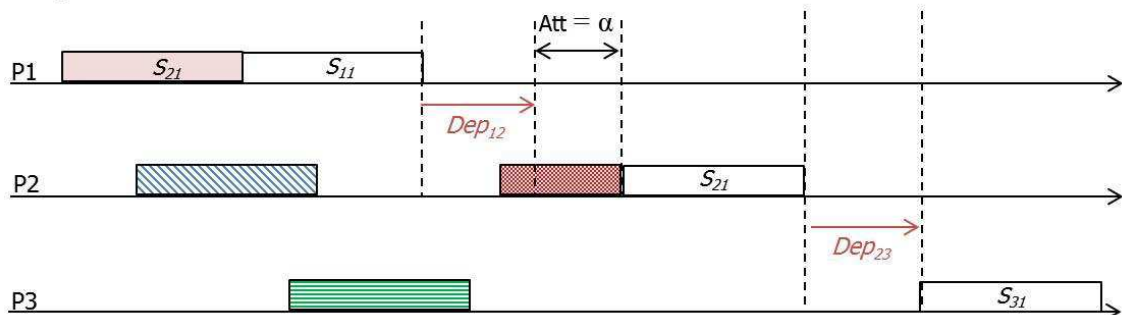 Att = α
P1 S21 S11
Dep12
P2 S21
Dep23
P3 S31